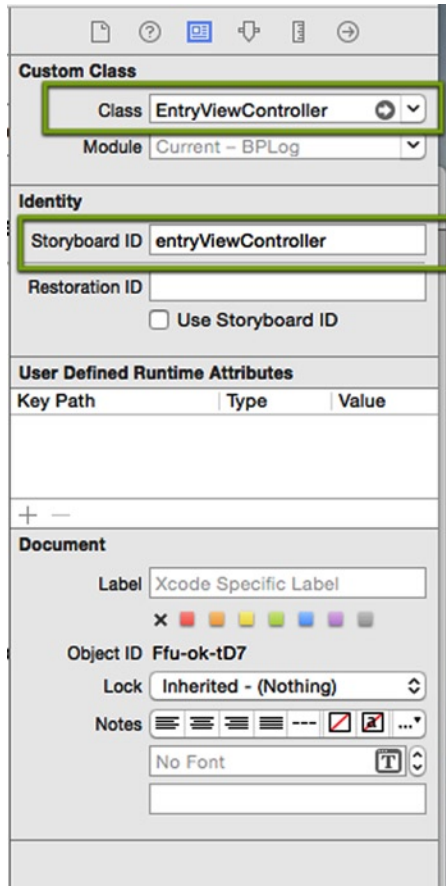 Custom Class
Class EntryViewController
Module Current – BPLog
Identity
Storyboard ID entryViewController
Restoration ID
Use Storyboard ID
User Defined Runtime Attributes
Key Path Type Value
Document
Label Xcode Specific Label
Object ID Ffu-ok-tD7
Lock Inherited - (Nothing)
Notes
No Font